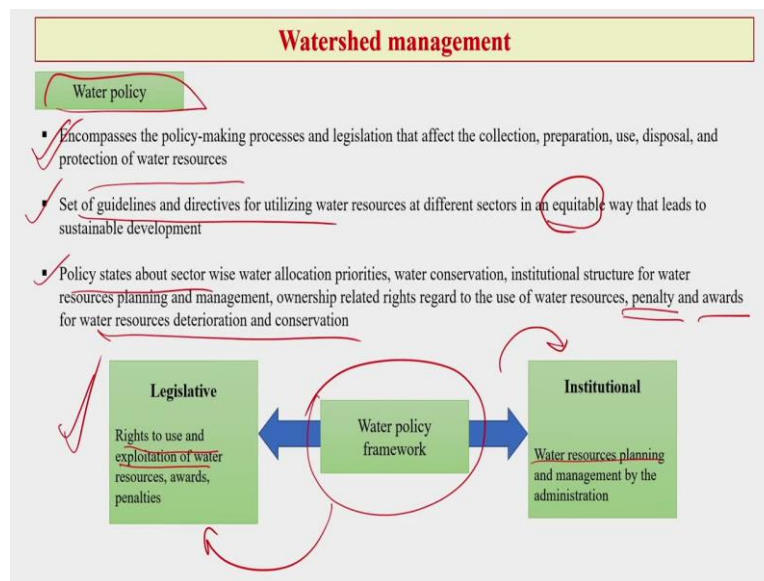 Watershed management
Water policy
▪ Encompasses the policy-making processes and legislation that affect the collection, preparation, use, disposal, and
protection of water resources
▪ Set of guidelines and directives for utilizing water resources at different sectors in an equitable way that leads to
sustainable development
▪ Policy states about sector wise water allocation priorities, water conservation, institutional structure for water
resources planning and management, ownership related rights regard to the use of water resources, penalty and awards
for water resources deterioration and conservation
Legislative
Rights to use and
exploitation of water
resources, awards,
penalties
Water policy
framework
Institutional
Water resources planning
and management by the
administration